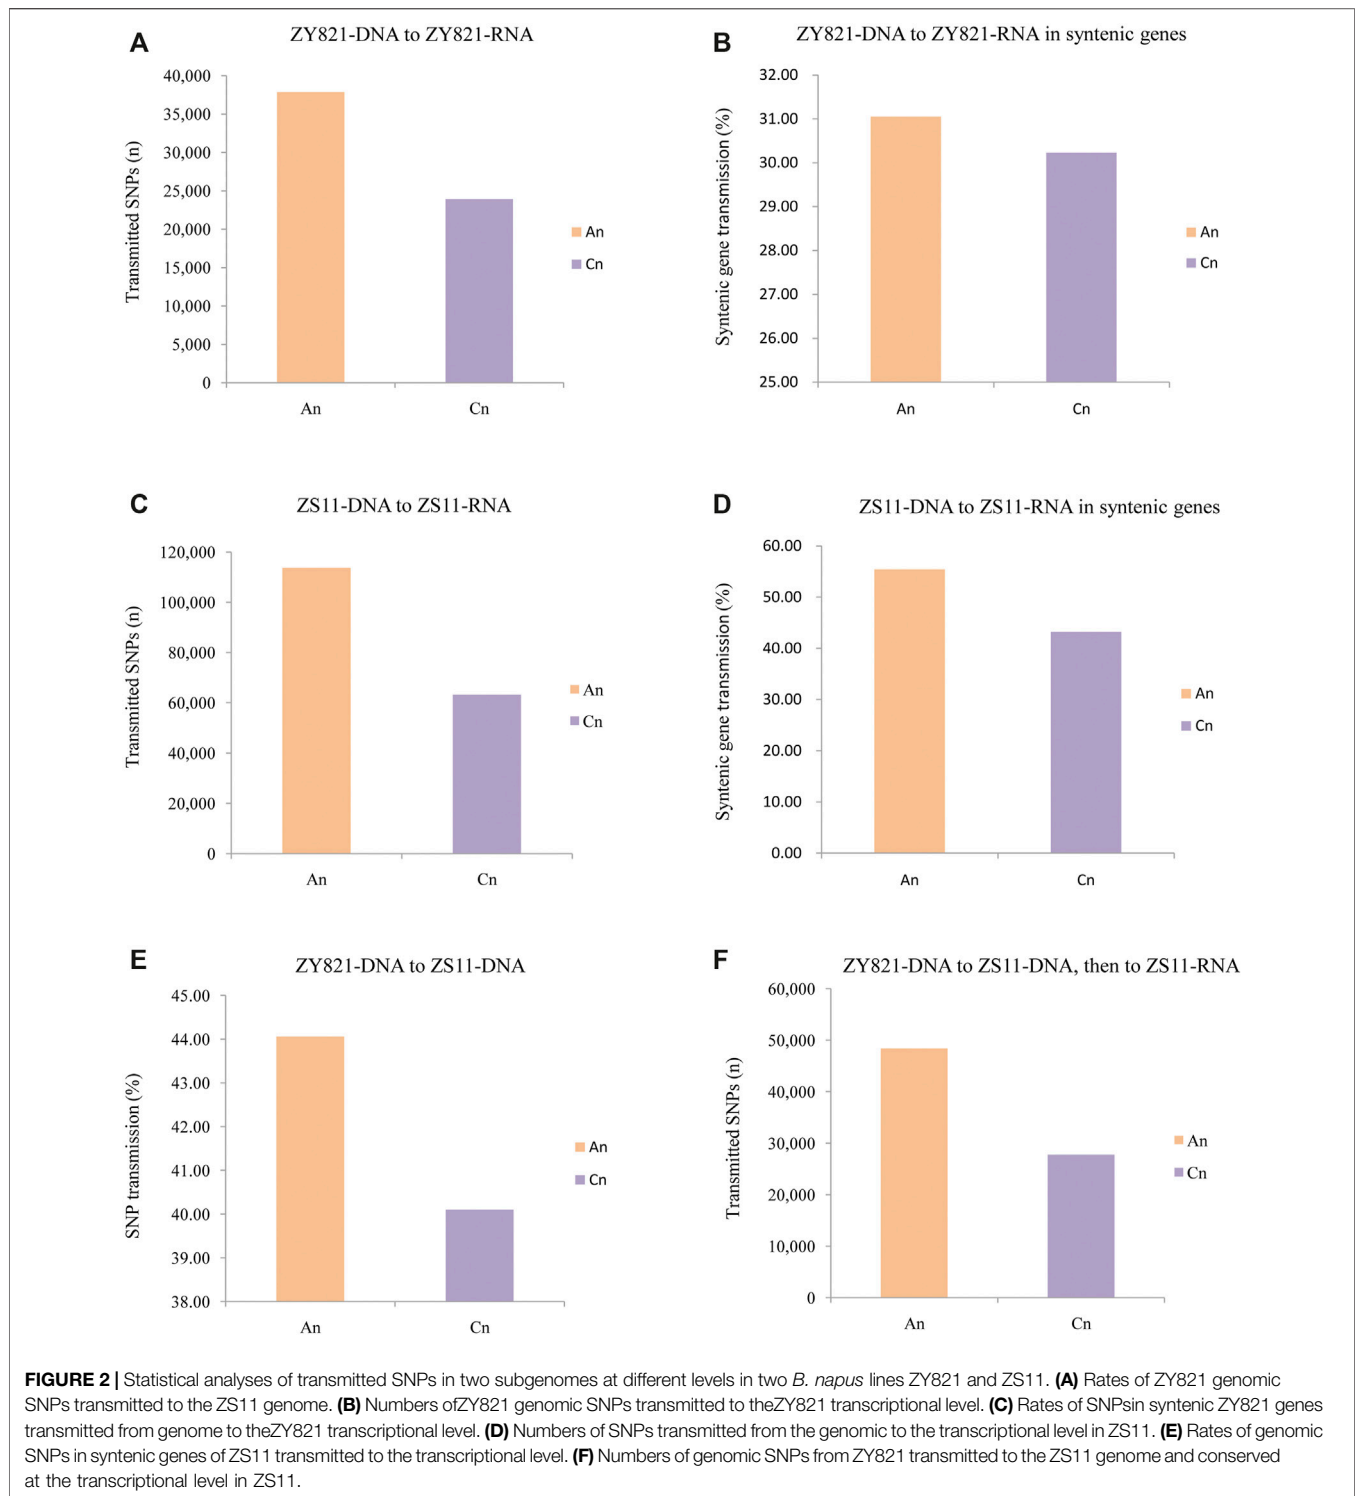 A
ZY821-DNA to ZY821-RNA
Transmitted SNPs (n)
40,000
35,000
30,000
25,000
20,000
15,000
10,000
5,000
0
An
Cn
An
Cn
B
ZY821-DNA to ZY821-RNA in syntenic genes
Syntenic gene transmission (%)
32.00
31.00
30.00
29.00
28.00
27.00
26.00
25.00
An
Cn
An
Cn
C
ZS11-DNA to ZS11-RNA
Transmitted SNPs (n)
120,000
100,000
80,000
60,000
40,000
20,000
0
An
Cn
An
Cn
D
ZS11-DNA to ZS11-RNA in syntenic genes
Syntenic gene transmission (%)
60.00
50.00
40.00
30.00
20.00
10.00
0.00
An
Cn
An
Cn
E
ZY821-DNA to ZS11-DNA
SNP transmission (%)
45.00
44.00
43.00
42.00
41.00
40.00
39.00
38.00
An
Cn
An
Cn
F
ZY821-DNA to ZS11-DNA, then to ZS11-RNA
Transmitted SNPs (n)
60,000
50,000
40,000
30,000
20,000
10,000
0
An
Cn
An
Cn
FIGURE 2 | Statistical analyses of transmitted SNPs in two subgenomes at different levels in two B. napus lines ZY821 and ZS11. (A) Rates of ZY821 genomic
SNPs transmitted to the ZS11 genome. (B) Numbers ofZY821 genomic SNPs transmitted to theZY821 transcriptional level. (C) Rates of SNPsin syntenic ZY821 genes
transmitted from genome to theZY821 transcriptional level. (D) Numbers of SNPs transmitted from the genomic to the transcriptional level in ZS11. (E) Rates of genomic
SNPs in syntenic genes of ZS11 transmitted to the transcriptional level. (F) Numbers of genomic SNPs from ZY821 transmitted to the ZS11 genome and conserved
at the transcriptional level in ZS11.